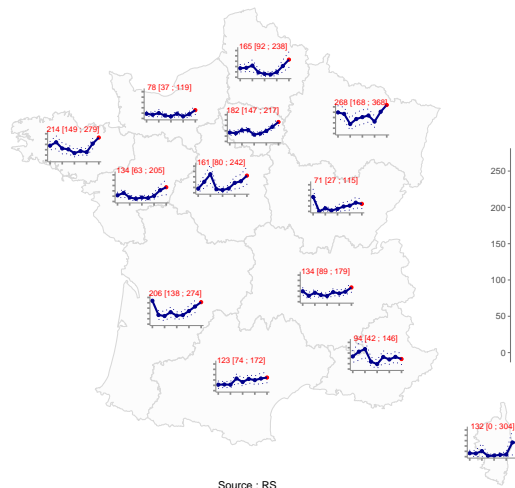 165 [92 ; 238]
78 [37 ; 119]
182 [147 ; 217]
268 [168 ; 368]
214 [149 ; 279]
134 [63 ; 205]
161 [80 ; 242]
71 [27 ; 115]
250
200
150
100
50
0
134 [89 ; 179]
206 [138 ; 274]
94 [42 ; 146]
123 [74 ; 172]
132 [0 ; 304]
Source : RS